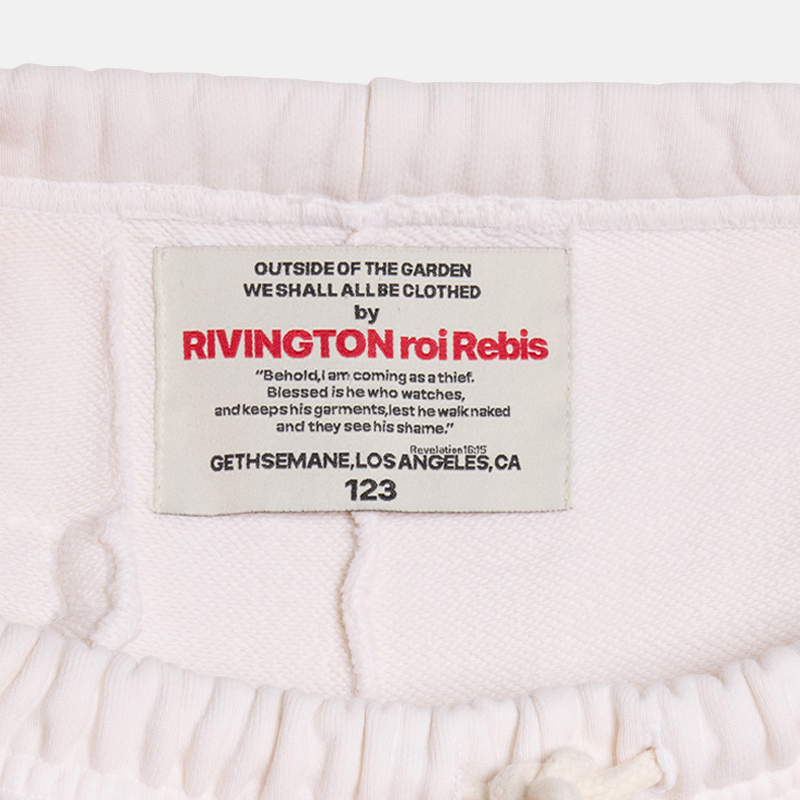 OUTSIDE OF THE GARDEN
WE SHALL ALL BE CLOTHED
by
RIVINGTON roi Rebis
“Behold, I am coming as a thief.
Blessed is he who watches,
and keeps his garments, lest he walk naked
and they see his shame.”
Revelation 16:15
GETHSEMANE, LOS ANGELES, CA
123